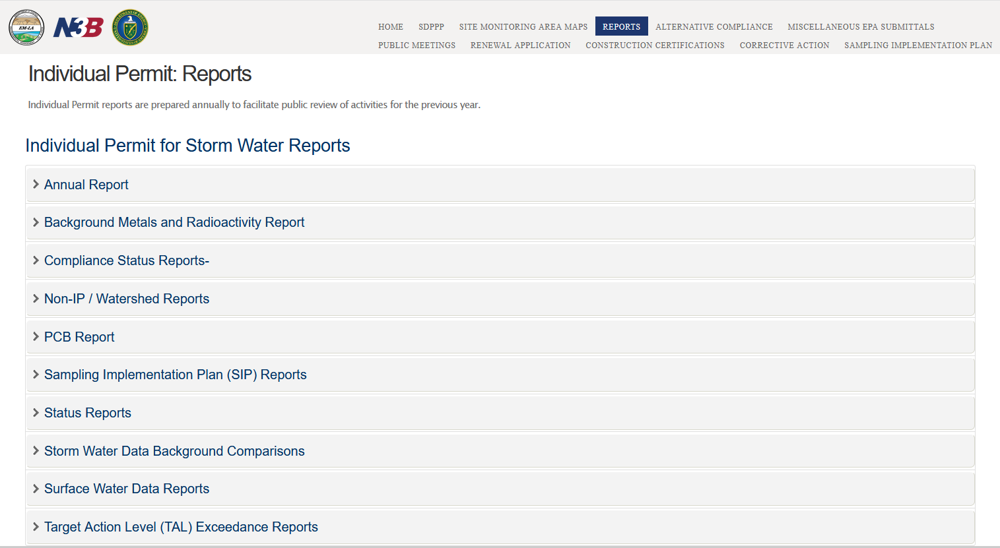 EM-LA
N3B
HOME SDPPP SITE MONITORING AREA MAPS REPORTS ALTERNATIVE COMPLIANCE MISCELLANEOUS EPA SUBMITTALS
PUBLIC MEETINGS RENEWAL APPLICATION CONSTRUCTION CERTIFICATIONS CORRECTIVE ACTION SAMPLING IMPLEMENTATION PLAN
Individual Permit: Reports
Individual Permit reports are prepared annually to facilitate public review of activities for the previous year.
Individual Permit for Storm Water Reports
Annual Report
Background Metals and Radioactivity Report
Compliance Status Reports-
Non-IP / Watershed Reports
PCB Report
Sampling Implementation Plan (SIP) Reports
Status Reports
Storm Water Data Background Comparisons
Surface Water Data Reports
Target Action Level (TAL) Exceedance Reports